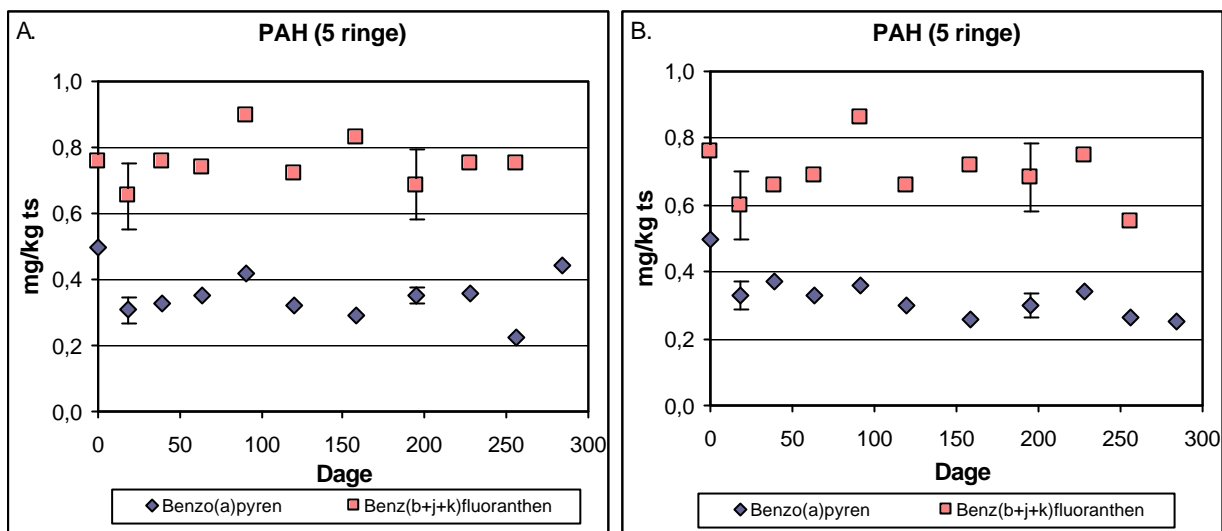 A.
PAH (5 ringe)
1,0
0,8
0,6
0,4
0,2
0,0
mg/kg ts
0 50 100 150 200 250 300
Dage
Benzo(a)pyren Benz(b+j+k)fluoranthen
B.
PAH (5 ringe)
1,0
0,8
0,6
0,4
0,2
0,0
mg/kg ts
0 50 100 150 200 250 300
Dage
Benzo(a)pyren Benz(b+j+k)fluoranthen